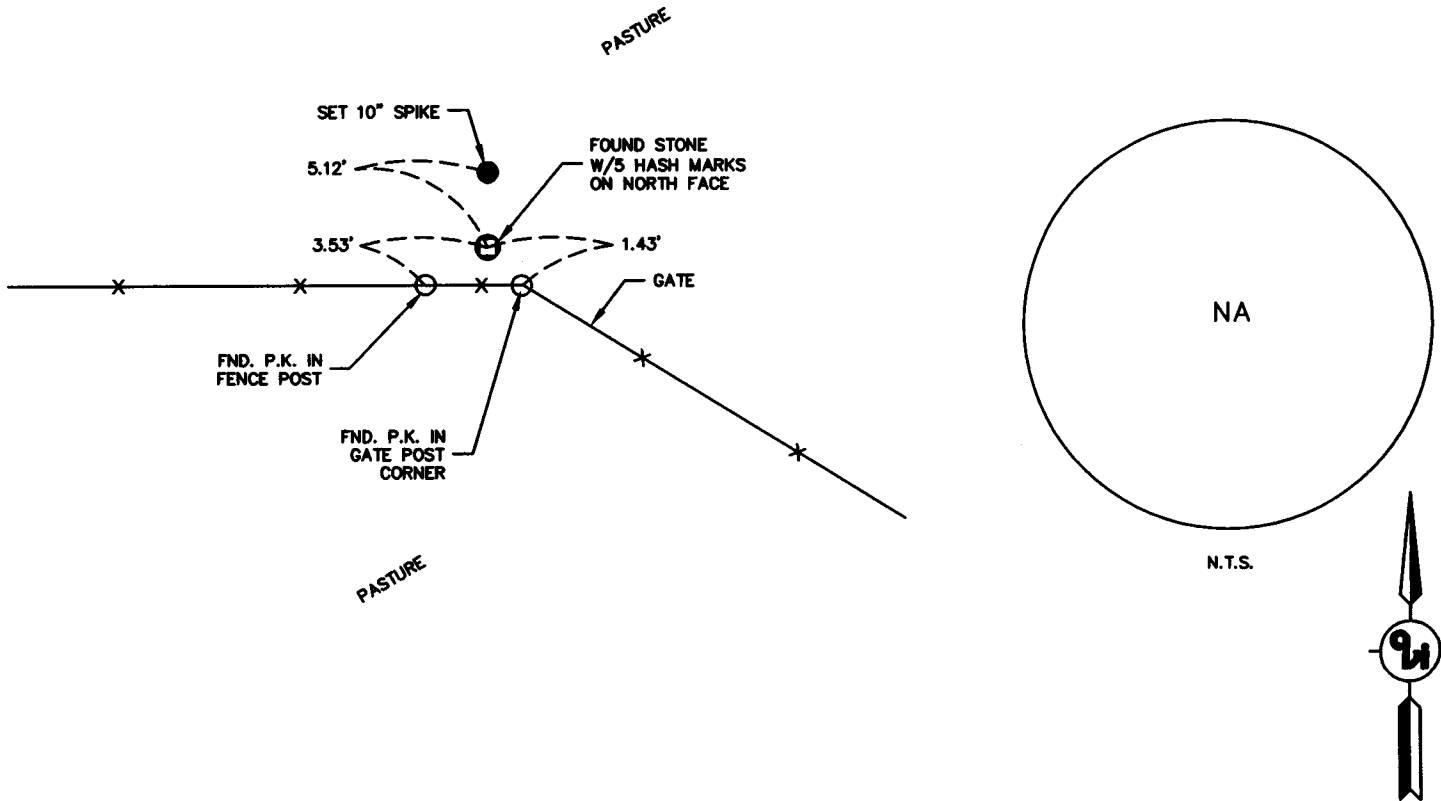 PASTURE
SET 10" SPIKE
FOUND STONE
W/5 HASH MARKS
ON NORTH FACE
5.12'
3.53'
1.43'
GATE
FND. P.K. IN
FENCE POST
FND. P.K. IN
GATE POST
CORNER
PASTURE
NA
N.T.S.